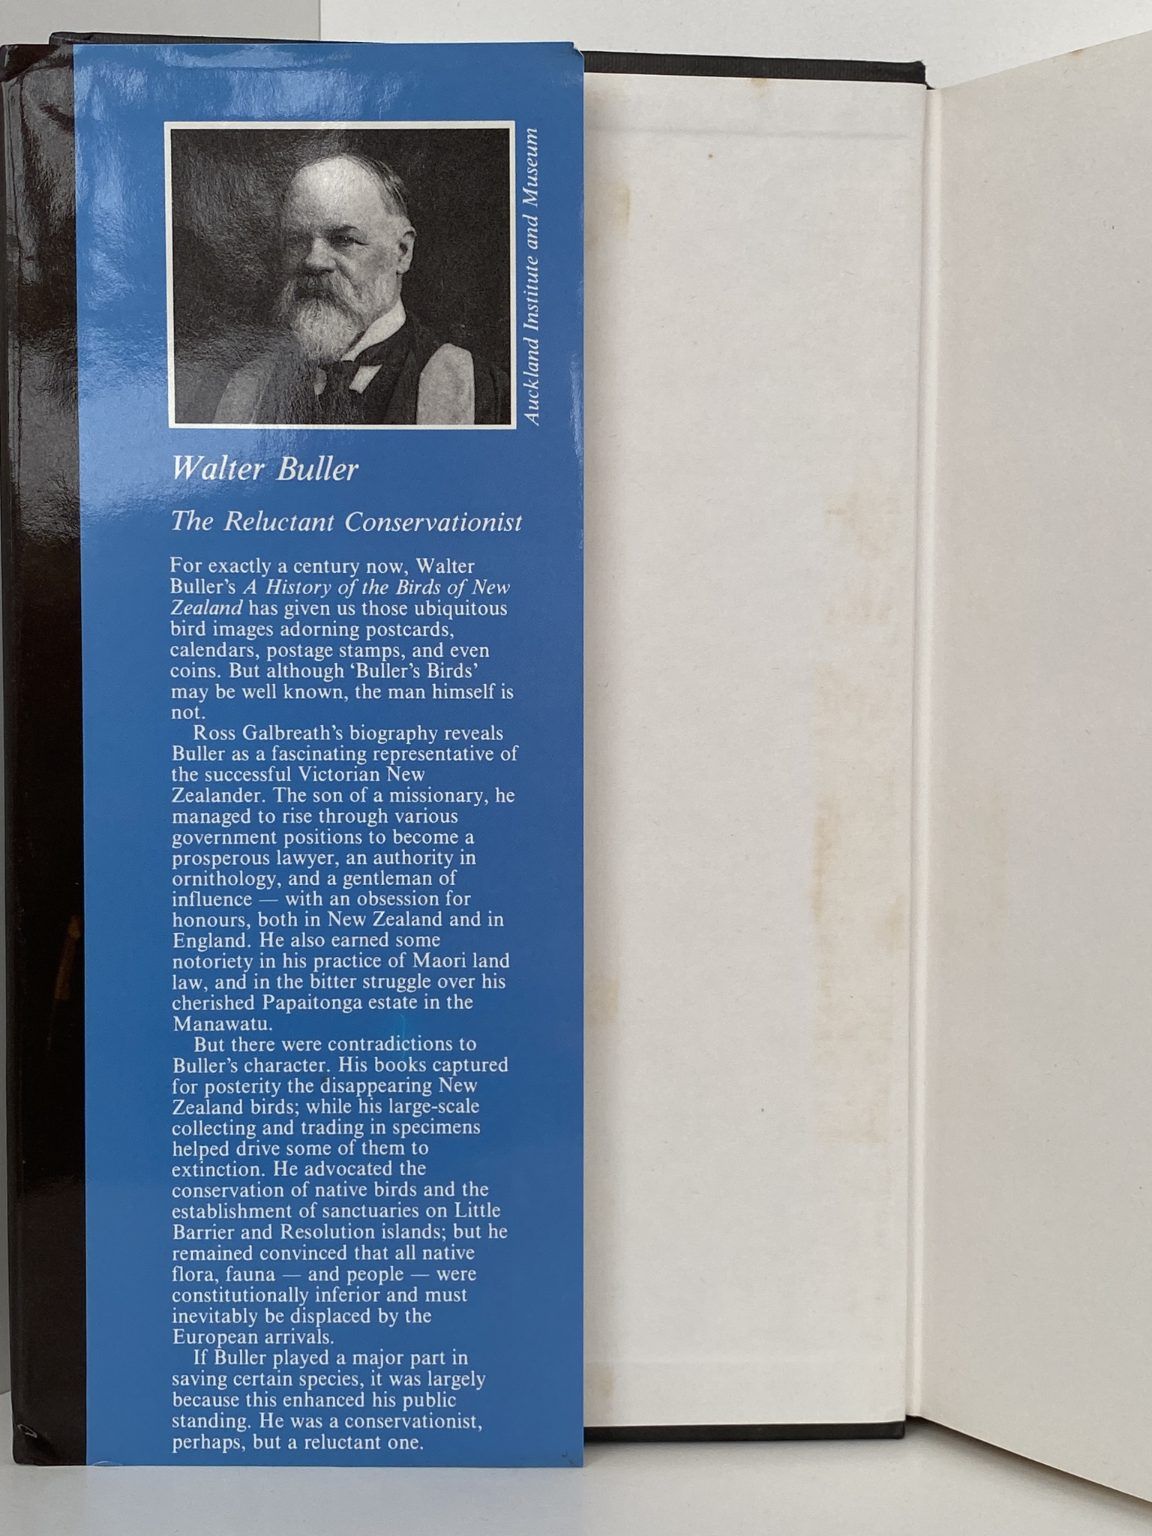 Auckland Institute and Museum
Walter Buller
The Reluctant Conservationist
For exactly a century now, Walter
Buller's A History of the Birds of New
Zealand has given us those ubiquitous
bird images adorning postcards,
calendars, postage stamps, and even
coins. But although ‘Buller's Birds’
may be well known, the man himself is
not.
Ross Galbreath's biography reveals
Buller as a fascinating representative of
the successful Victorian New
Zealander. The son of a missionary, he
managed to rise through various
government positions to become a
prosperous lawyer, an authority in
ornithology, and a gentleman of
influence — with an obsession for
honours, both in New Zealand and in
England. He also earned some
notoriety in his practice of Maori land
law, and in the bitter struggle over his
cherished Papaitonga estate in the
Manawatu.
But there were contradictions to
Buller's character. His books captured
for posterity the disappearing New
Zealand birds; while his large-scale
collecting and trading in specimens
helped drive some of them to
extinction. He advocated the
conservation of native birds and the
establishment of sanctuaries on Little
Barrier and Resolution islands; but he
remained convinced that all native
flora, fauna — and people — were
constitutionally inferior and must
inevitably be displaced by the
European arrivals.
If Buller played a major part in
saving certain species, it was largely
because this enhanced his public
standing. He was a conservationist,
perhaps, but a reluctant one.